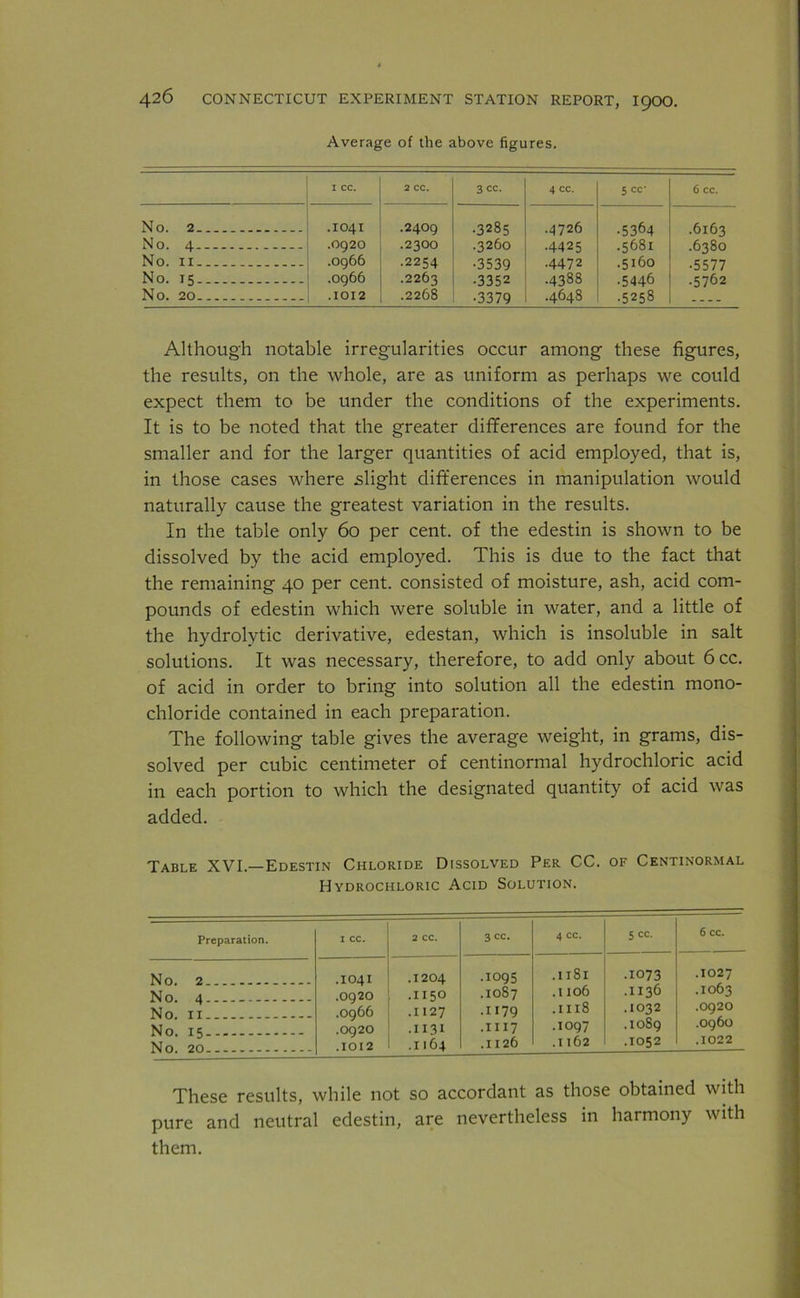 426 CONNECTICUT EXPERIMENT STATION REPORT, 1900.
Average of the above figures.
1 cc. 2 cc. 3 cc. 4 cc. 5 cc· 6 cc.
No. 2 .1041 .2409 .3285 .4726 .5364 .6163
No. 4 .0920 .2300 .3260 .4425 .5681 .6380
No. 11 .0966 .2254 .3539 .4472 .5160 .5577
No. 15 .0966 .2263 .3352 .4388 .5446 .5762
No. 20 .1012 .2268 .3379 .4648 .5258 ----
Although notable irregularities occur among these figures,
the results, on the whole, are as uniform as perhaps we could
expect them to be under the conditions of the experiments.
It is to be noted that the greater differences are found for the
smaller and for the larger quantities of acid employed, that is,
in those cases where slight differences in manipulation would
naturally cause the greatest variation in the results.
In the table only 60 per cent. of the edestin is shown to be
dissolved by the acid employed. This is due to the fact that
the remaining 40 per cent. consisted of moisture, ash, acid com-
pounds of edestin which were soluble in water, and a little of
the hydrolytic derivative, edestan, which is insoluble in salt
solutions. It was necessary, therefore, to add only about 6 cc.
of acid in order to bring into solution all the edestin mono-
chloride contained in each preparation.
The following table gives the average weight, in grams, dis-
solved per cubic centimeter of centinormal hydrochloric acid
in each portion to which the designated quantity of acid was
added.
TABLE XVI.—EDESTIN CHLORIDE DISSOLVED PER CC. OF CENTINORMAL
HYDROCHLORIC ACID SOLUTION.
Preparation. 1 cc. 2 cc. 3 cc. 4 cc. 5 cc. 6 cc.
No. 2 .1041 .1204 .1095 .1181 .1073 .1027
No. 4 .0920 .1150 .1087 .1106 .1136 .1063
No. 11 .0966 .1127 .1179 .1118 .1032 .0920
No. 15 .0920 .1131 .1117 .1097 .1089 .0960
No. 20 .1012 .1164 .1126 .1162 .1052 .1022
These results, while not so accordant as those obtained with
pure and neutral edestin, are nevertheless in harmony with
them.